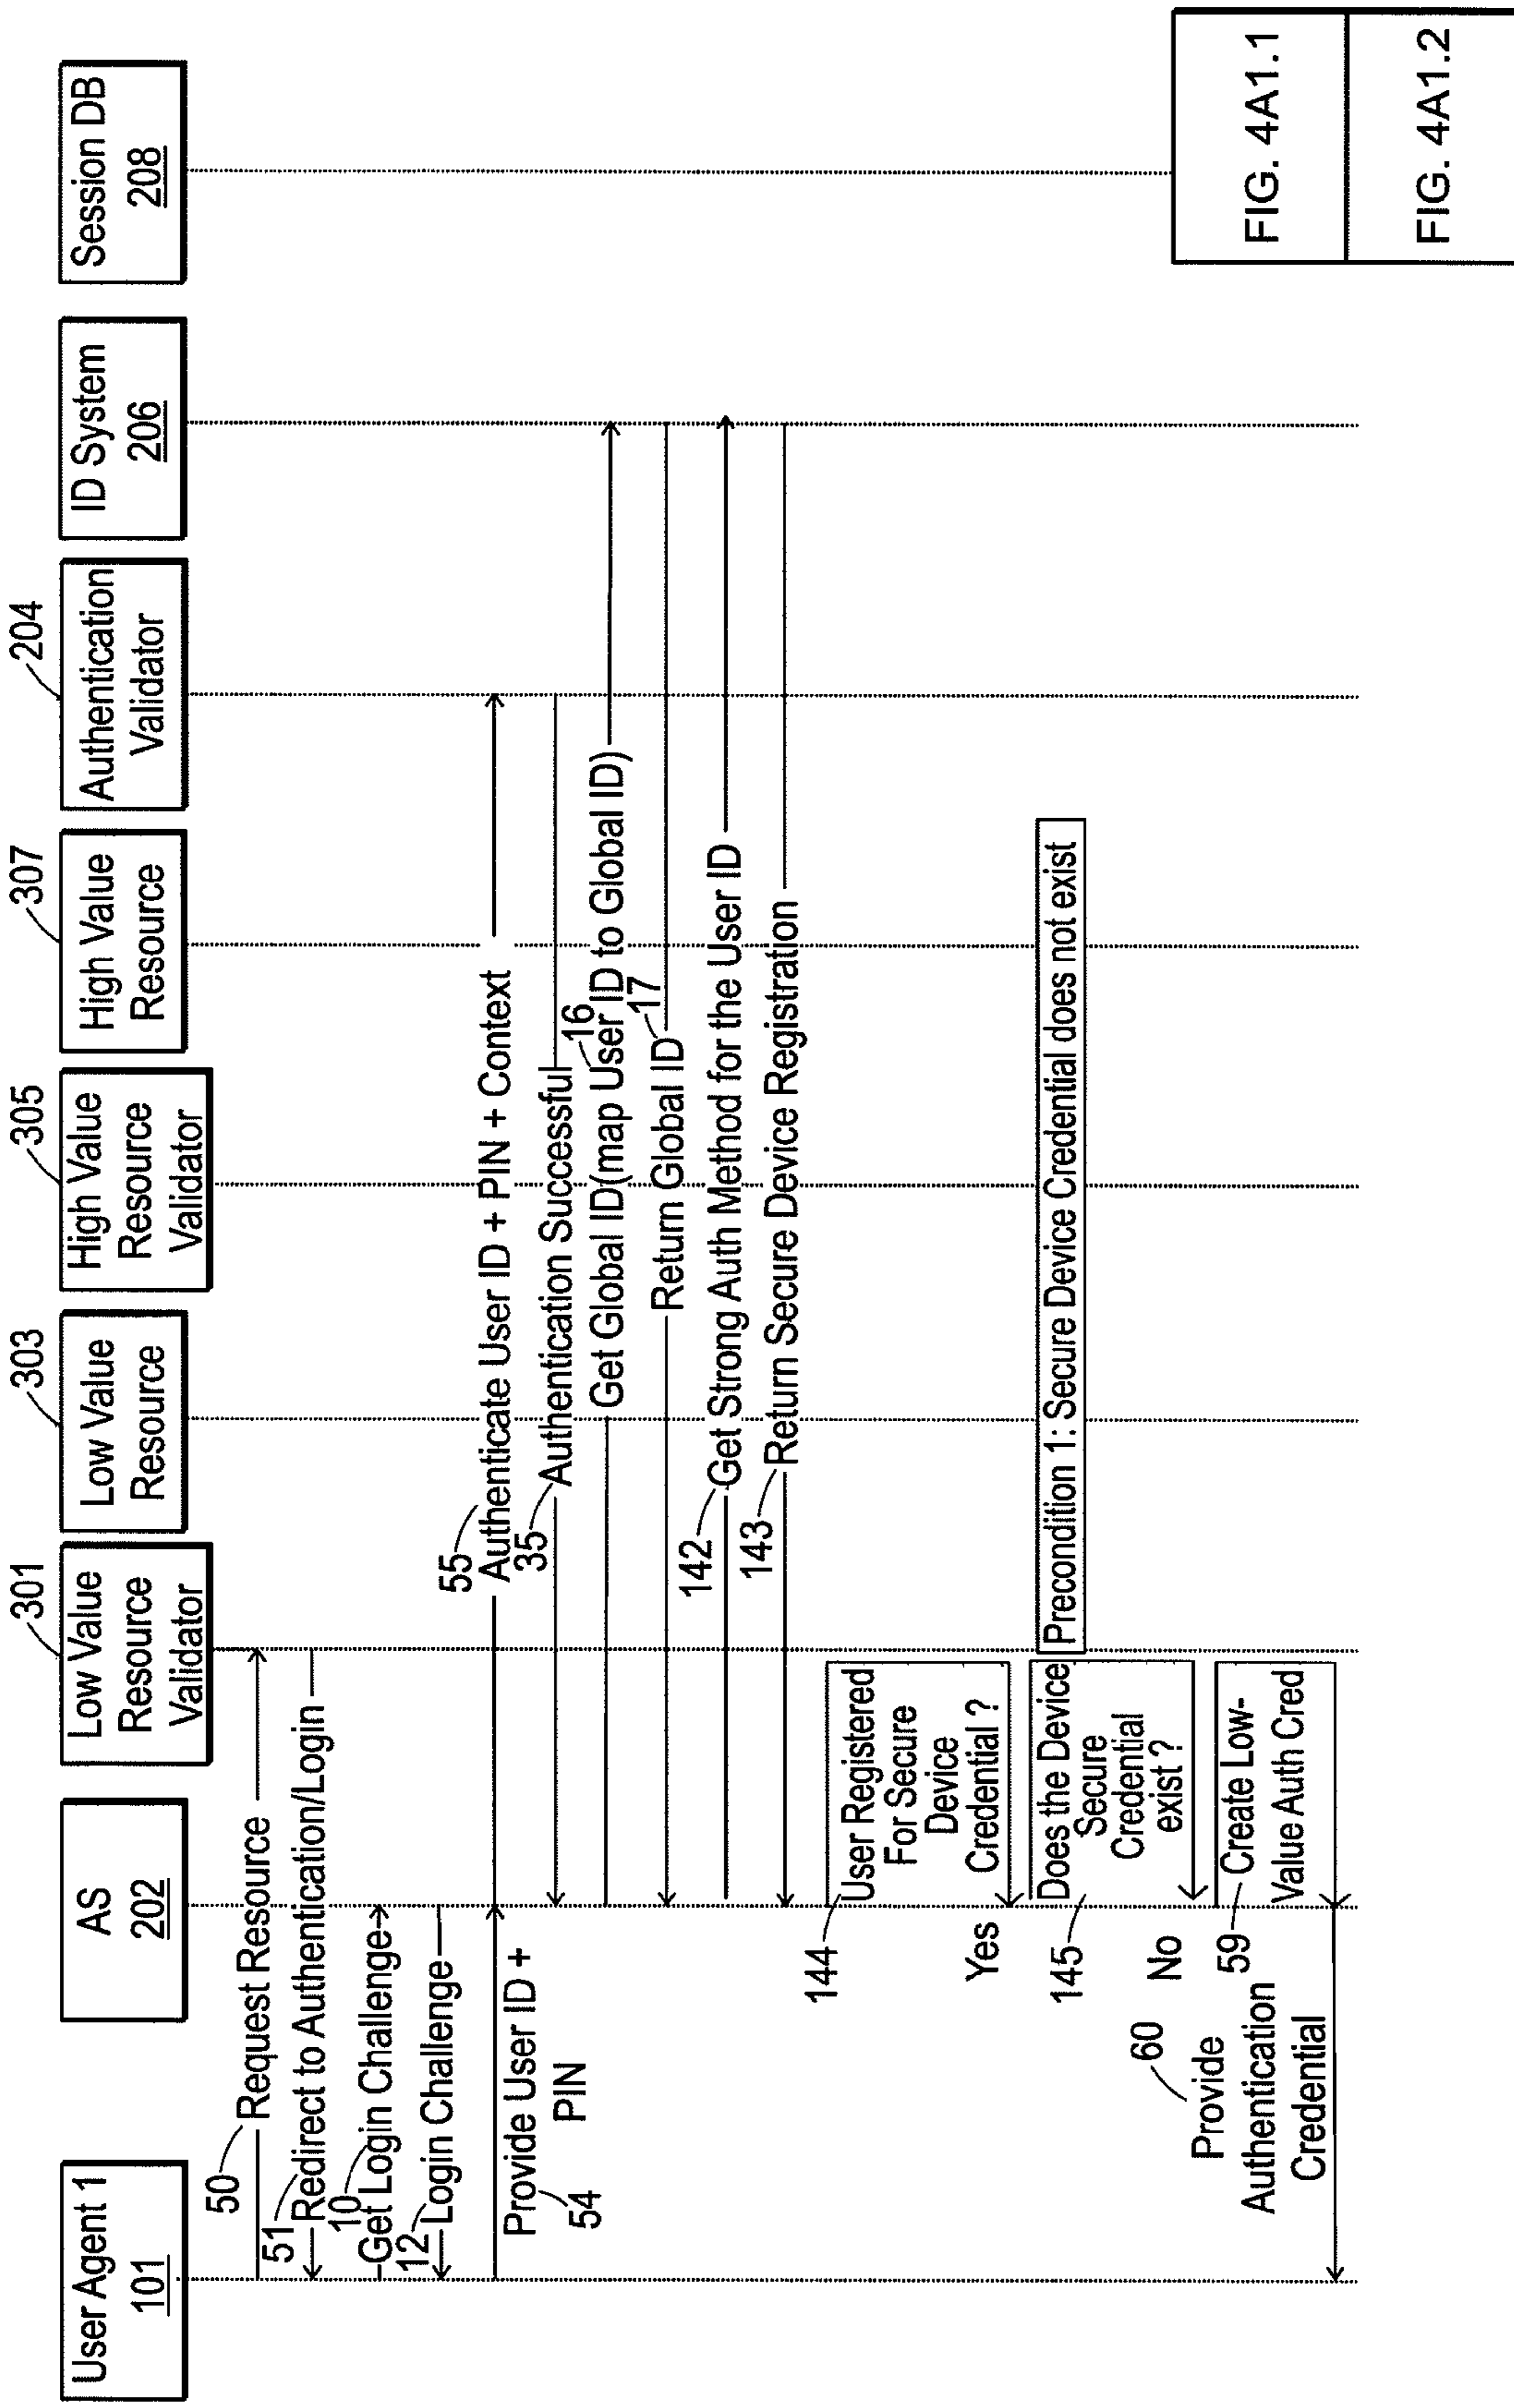 User Agent 1
101
AS
202
301
Low Value
Resource
Validator
303
Low Value
Resource
305
High Value
Resource
Validator
307
High Value
Resource
204
Authentication
Validator
ID System
206
Session DB
208
50
Request Resource
51
Redirect to Authentication/Login
10
Get Login Challenge
12
Login Challenge
Provide User ID +
PIN
54
55
Authenticate User ID + PIN + Context
35
Authentication Successful
16
Get Global ID(map User ID to Global ID)
17
Return Global ID
142
Get Strong Auth Method for the User ID
143
Return Secure Device Registration
144
User Registered
For Secure
Device
Credential ?
Yes
145
Does the Device
Secure
Credential
exist ?
No
Precondition 1: Secure Device Credential does not exist
59
Create Low-
Value Auth Cred
60
Provide
Authentication
Credential
FIG. 4A1.1
FIG. 4A1.2